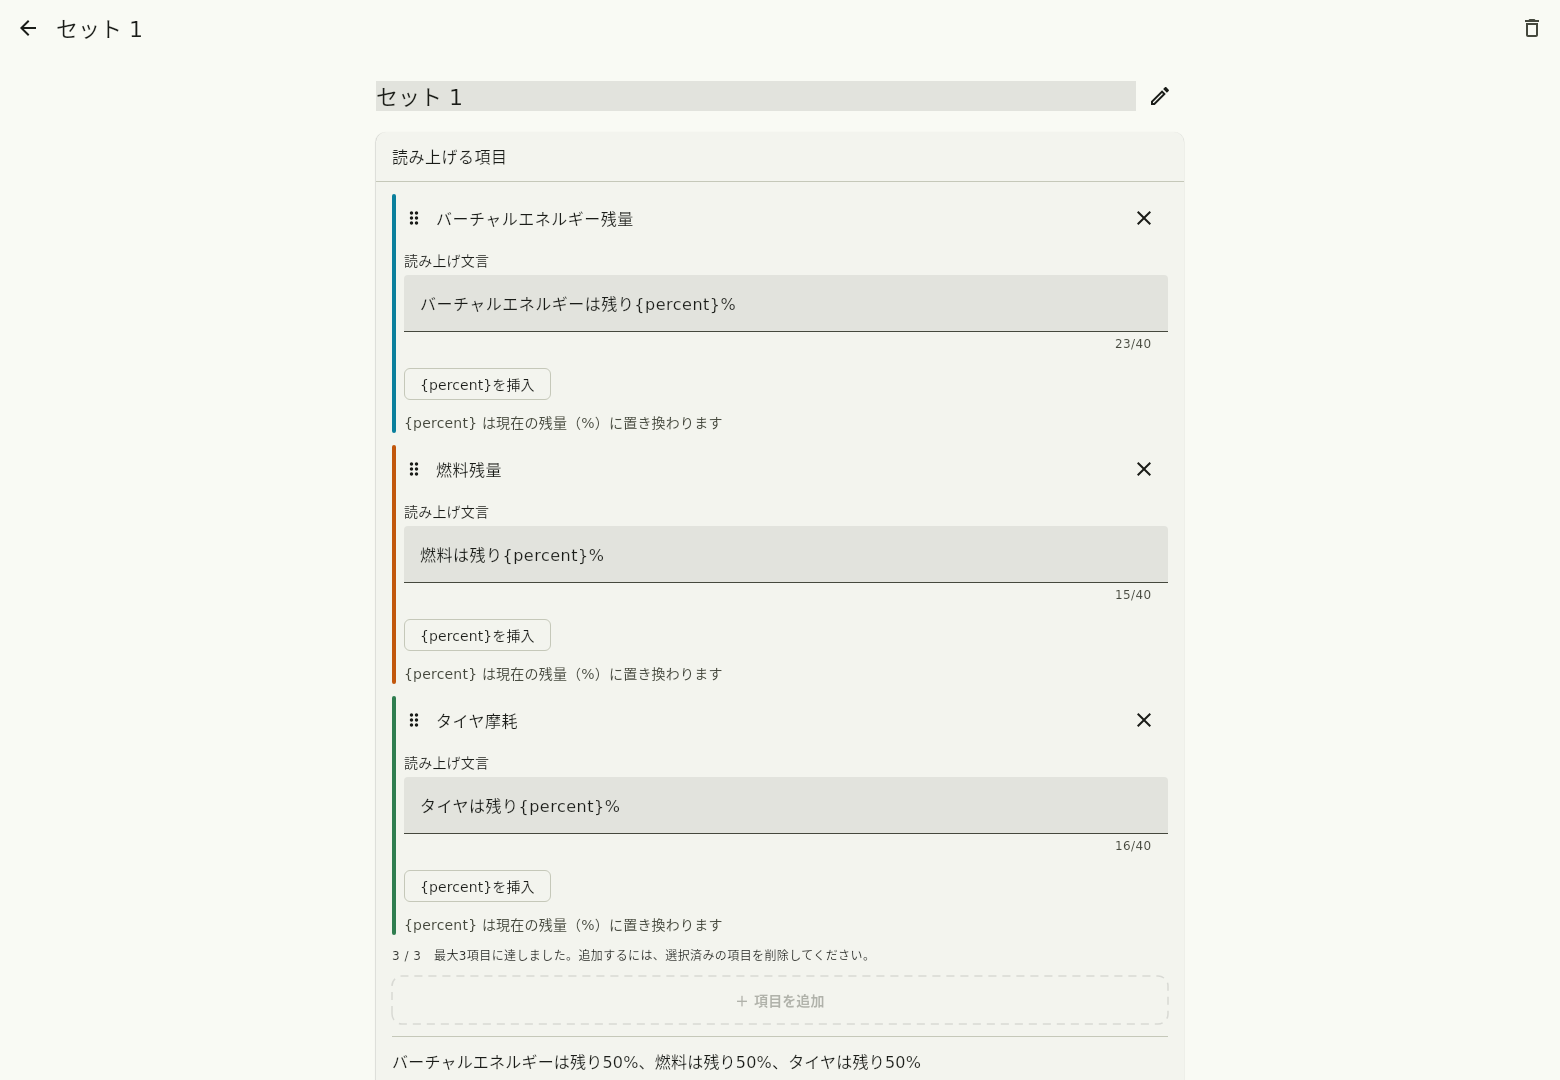 セット 1
セット 1
読み上げる項目
バーチャルエネルギー残量
読み上げ文言
バーチャルエネルギーは残り{percent}%
23/40
{percent}を挿入
{percent} は現在の残量（%）に置き換わります
燃料残量
読み上げ文言
燃料は残り{percent}%
15/40
{percent}を挿入
{percent} は現在の残量（%）に置き換わります
タイヤ摩耗
読み上げ文言
タイヤは残り{percent}%
16/40
{percent}を挿入
{percent} は現在の残量（%）に置き換わります
3 / 3　最大3項目に達しました。追加するには、選択済みの項目を削除してください。
+ 項目を追加
バーチャルエネルギーは残り50%、燃料は残り50%、タイヤは残り50%